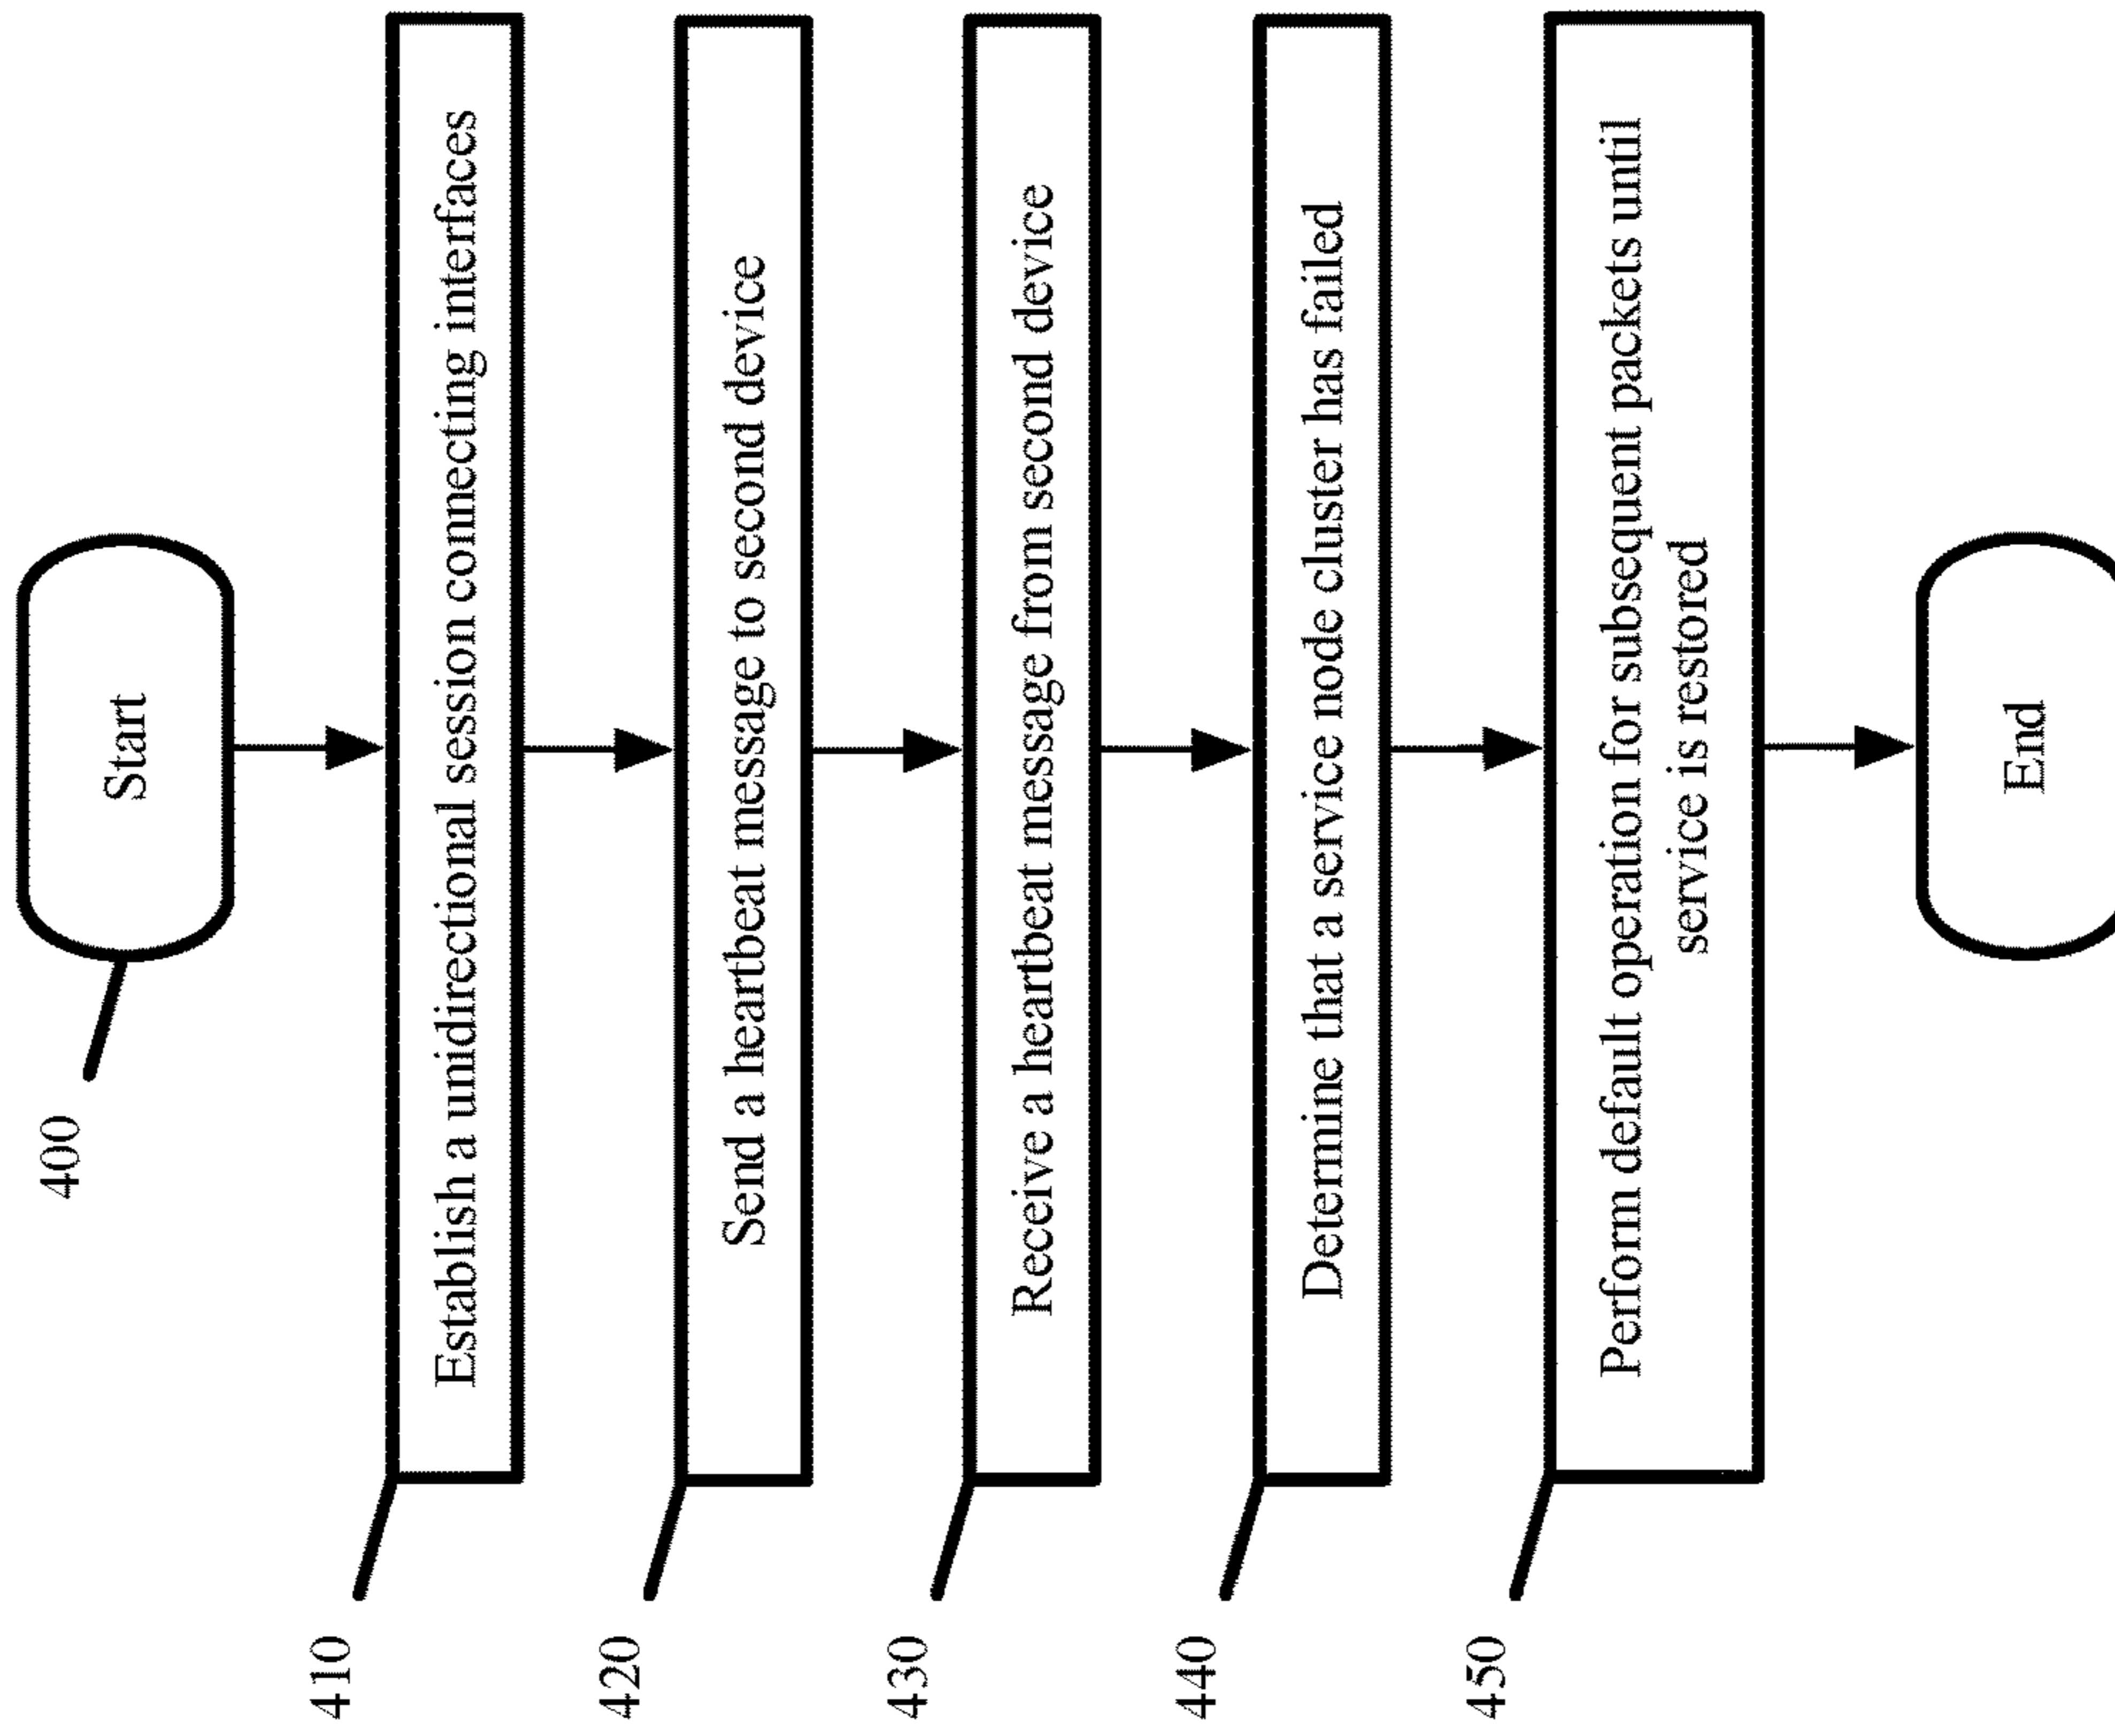 400
Start
410
Establish a unidirectional session connecting interfaces
420
Send a heartbeat message to second device
430
Receive a heartbeat message from second device
440
Determine that a service node cluster has failed
450
Perform default operation for subsequent packets until
service is restored
End